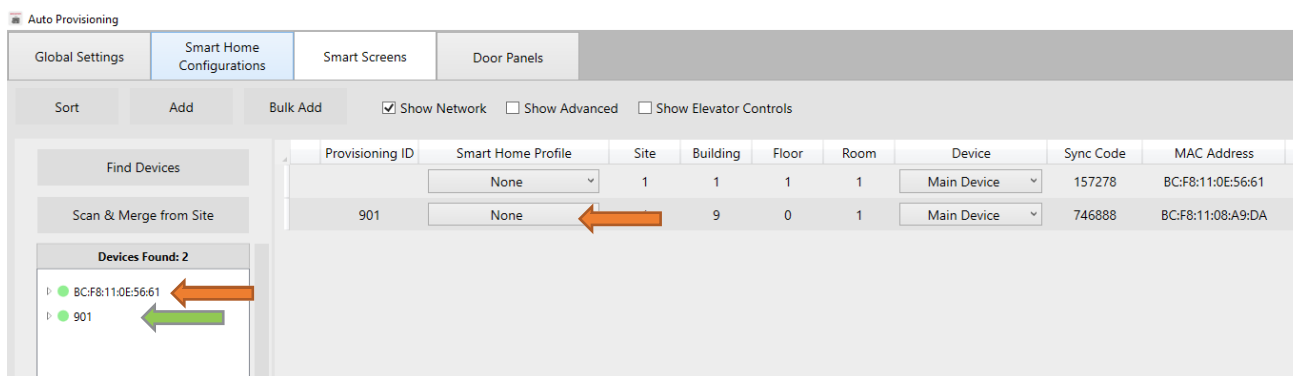 Auto Provisioning
Global Settings
Smart Home
Configurations
Smart Screens
Door Panels
Sort
Add
Bulk Add
Show Network
Show Advanced
Show Elevator Controls
Find Devices
Scan & Merge from Site
Devices Found: 2
BC:F8:11:0E:56:61
901
Provisioning ID Smart Home Profile Site Building Floor Room Device Sync Code MAC Address
None 1 1 1 1 Main Device 157278 BC:F8:11:0E:56:61
901 None 9 0 1 Main Device 746888 BC:F8:11:08:A9:DA